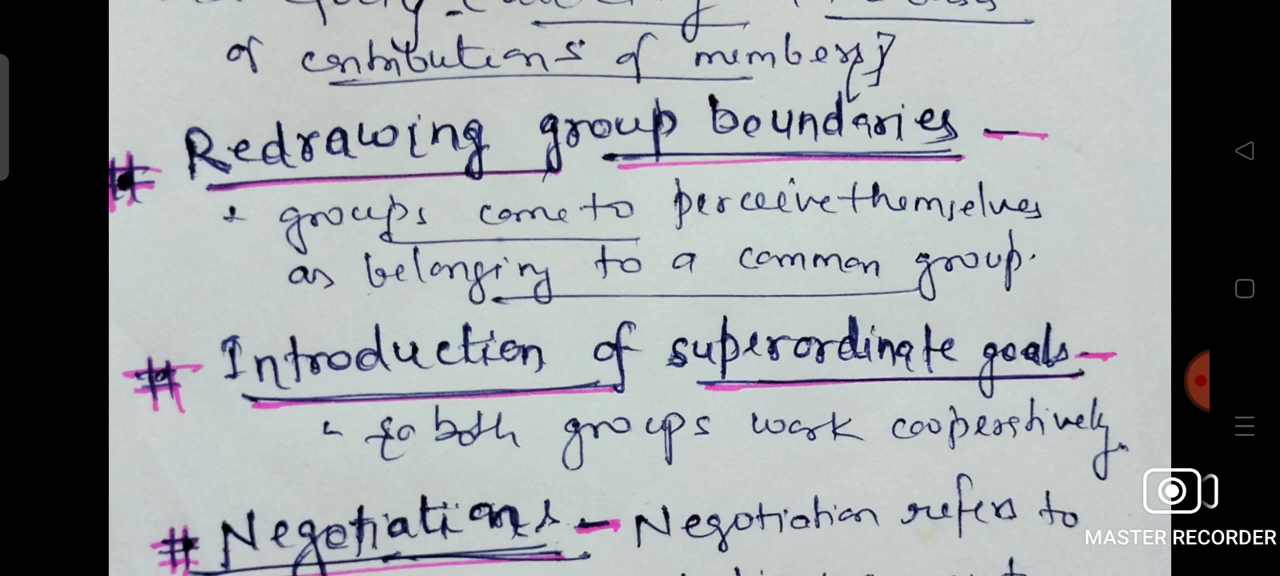 of contributions of members]
# Redrawing group boundaries —
groups come to perceive themselves
as belonging to a common group.
# Introduction of superordinate goals —
so both groups work cooperatively.
# Negotiations — Negotiation refers to
MASTER RECORDER